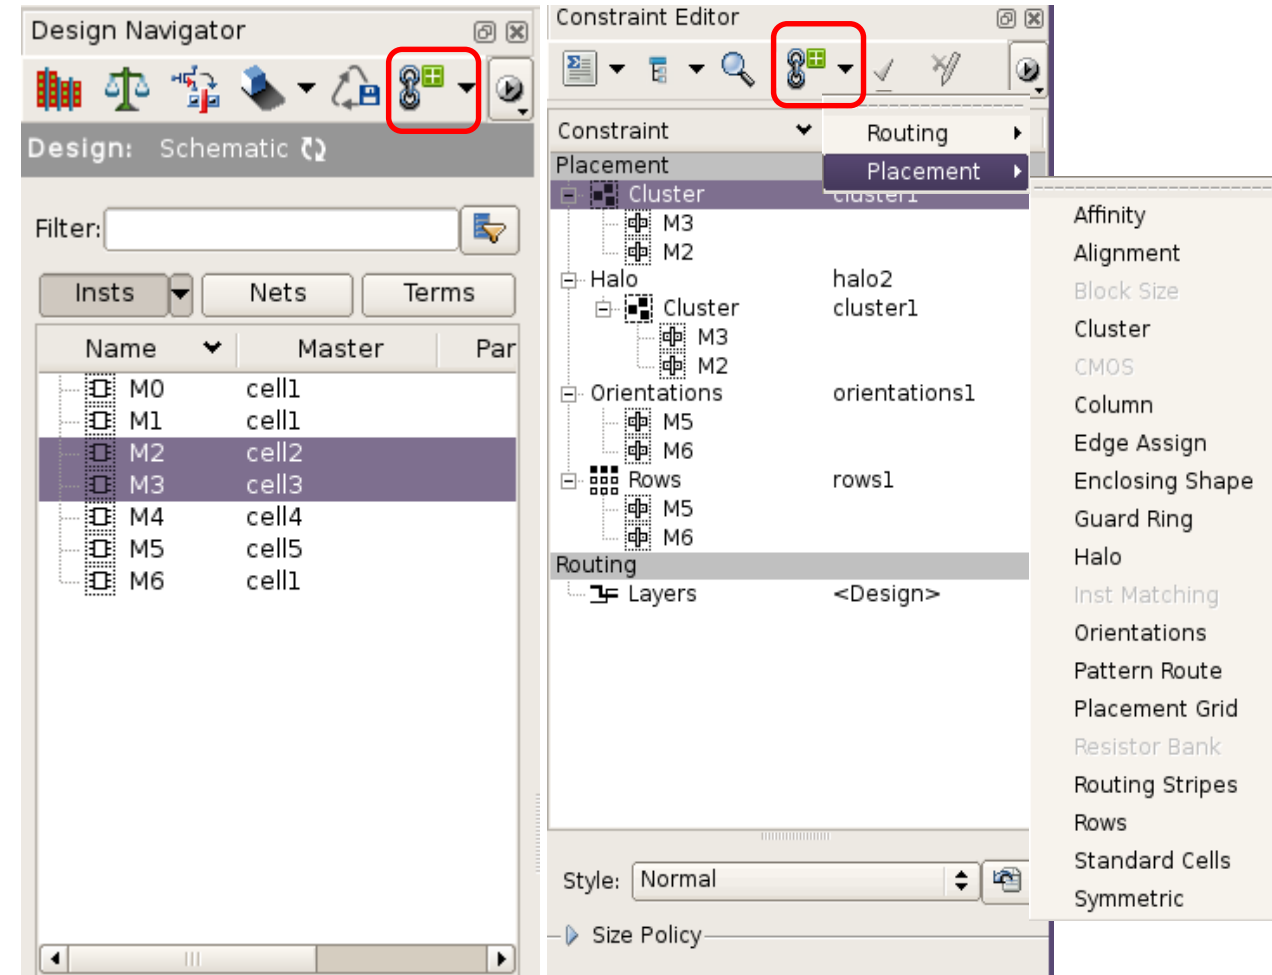 Design Navigator
Design: Schematic
Filter:
Insts Nets Terms
Name Master Par
M0 cell1
M1 cell1
M2 cell2
M3 cell3
M4 cell4
M5 cell5
M6 cell1
Constraint Editor
Constraint
Placement
Cluster cluster1
M3
M2
Halo halo2
Cluster cluster1
M3
M2
Orientations orientations1
M5
M6
Rows rows1
M5
M6
Routing
Layers <Design>
Style: Normal
Size Policy
Routing
Placement
Affinity
Alignment
Block Size
Cluster
CMOS
Column
Edge Assign
Enclosing Shape
Guard Ring
Halo
Inst Matching
Orientations
Pattern Route
Placement Grid
Resistor Bank
Routing Stripes
Rows
Standard Cells
Symmetric